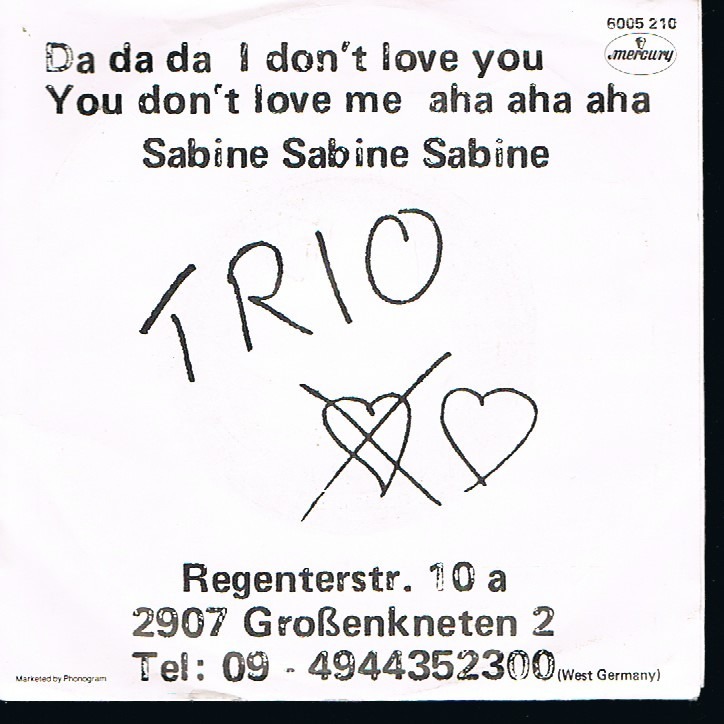 6005 210
mercury
Da da da I don't love you
You don't love me aha aha aha
Sabine Sabine Sabine
TRIO
Regenterstr. 10 a
2907 Großenkneten 2
Tel: 09 - 4944352300 (West Germany)
Marketed by Phonogram